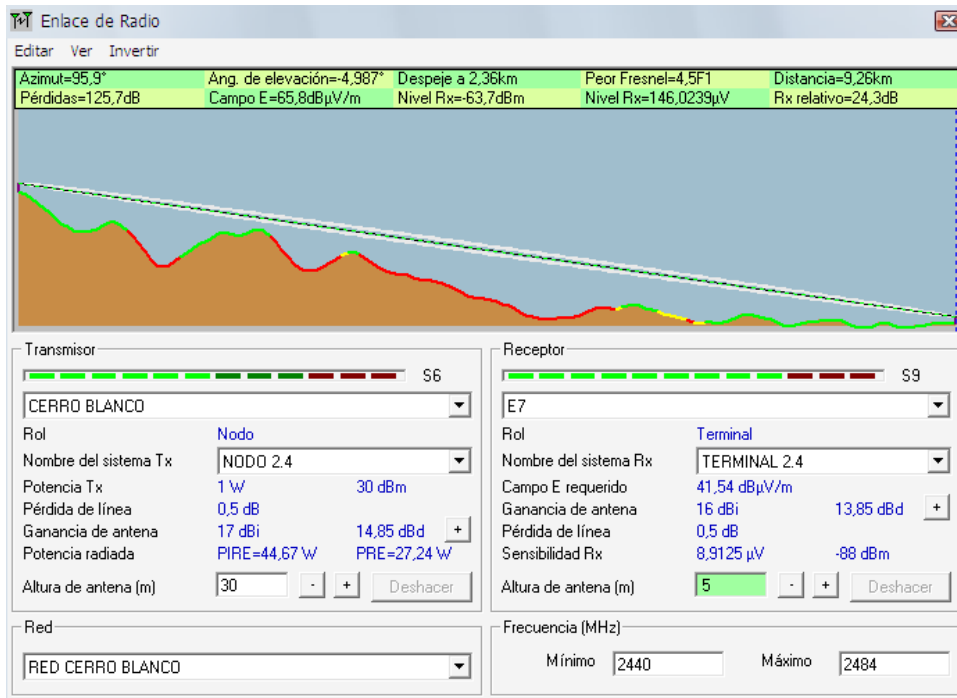 Enlace de Radio
Editar Ver Invertir
Azimut=95,9° Ang. de elevación=-4,987° Despeje a 2,36km Peor Fresnel=4,5F1 Distancia=9,26km
Pérdidas=125,7dB Campo E=65,8dBµV/m Nivel Rx=-63,7dBm Nivel Rx=146,0239µV Rx relativo=24,3dB
Transmisor
S6
CERRO BLANCO
Rol Nodo
Nombre del sistema Tx NODO 2.4
Potencia Tx 1 W 30 dBm
Pérdida de línea 0,5 dB
Ganancia de antena 17 dBi 14,85 dBd +
Potencia radiada PIRE=44,67 W PRE=27,24 W
Altura de antena (m) 30 - + Deshacer
Receptor
S9
E7
Rol Terminal
Nombre del sistema Rx TERMINAL 2.4
Campo E requerido 41,54 dBµV/m
Ganancia de antena 16 dBi 13,85 dBd +
Pérdida de línea 0,5 dB
Sensibilidad Rx 8,9125 µV -88 dBm
Altura de antena (m) 5 - + Deshacer
Red
RED CERRO BLANCO
Frecuencia (MHz)
Mínimo 2440 Máximo 2484